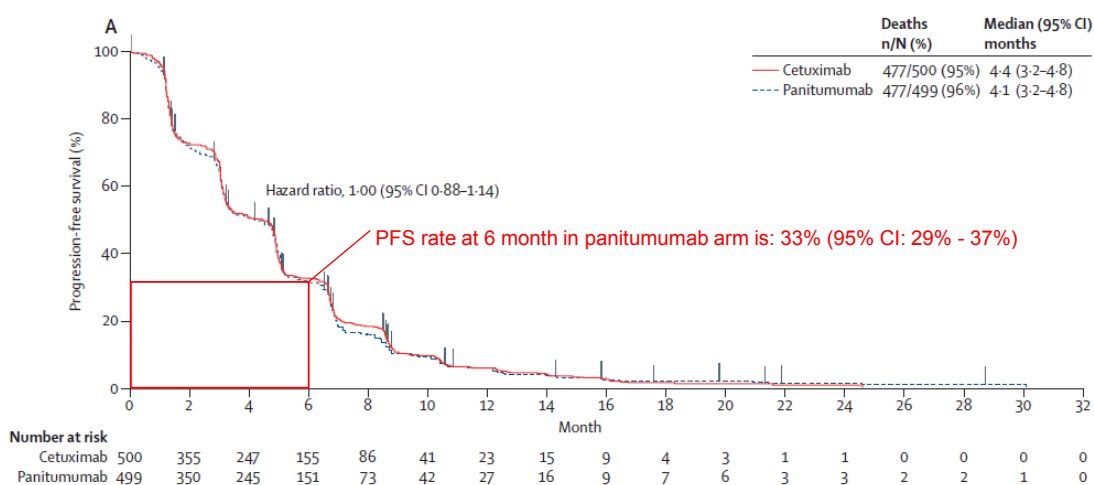 A
Deaths n/N (%)
Median (95% CI) months
Cetuximab 477/500 (95%) 4·4 (3·2–4·8)
Panitumumab 477/499 (96%) 4·1 (3·2–4·8)
Progression-free survival (%)
100
80
60
40
20
0
Hazard ratio, 1·00 (95% CI 0·88–1·14)
PFS rate at 6 month in panitumumab arm is: 33% (95% CI: 29% - 37%)
0 2 4 6 8 10 12 14 16 18 20 22 24 26 28 30 32
Month
Number at risk
Cetuximab 500 355 247 155 86 41 23 15 9 4 3 1 1 0 0 0 0
Panitumumab 499 350 245 151 73 42 27 16 9 7 6 3 3 2 2 1 0